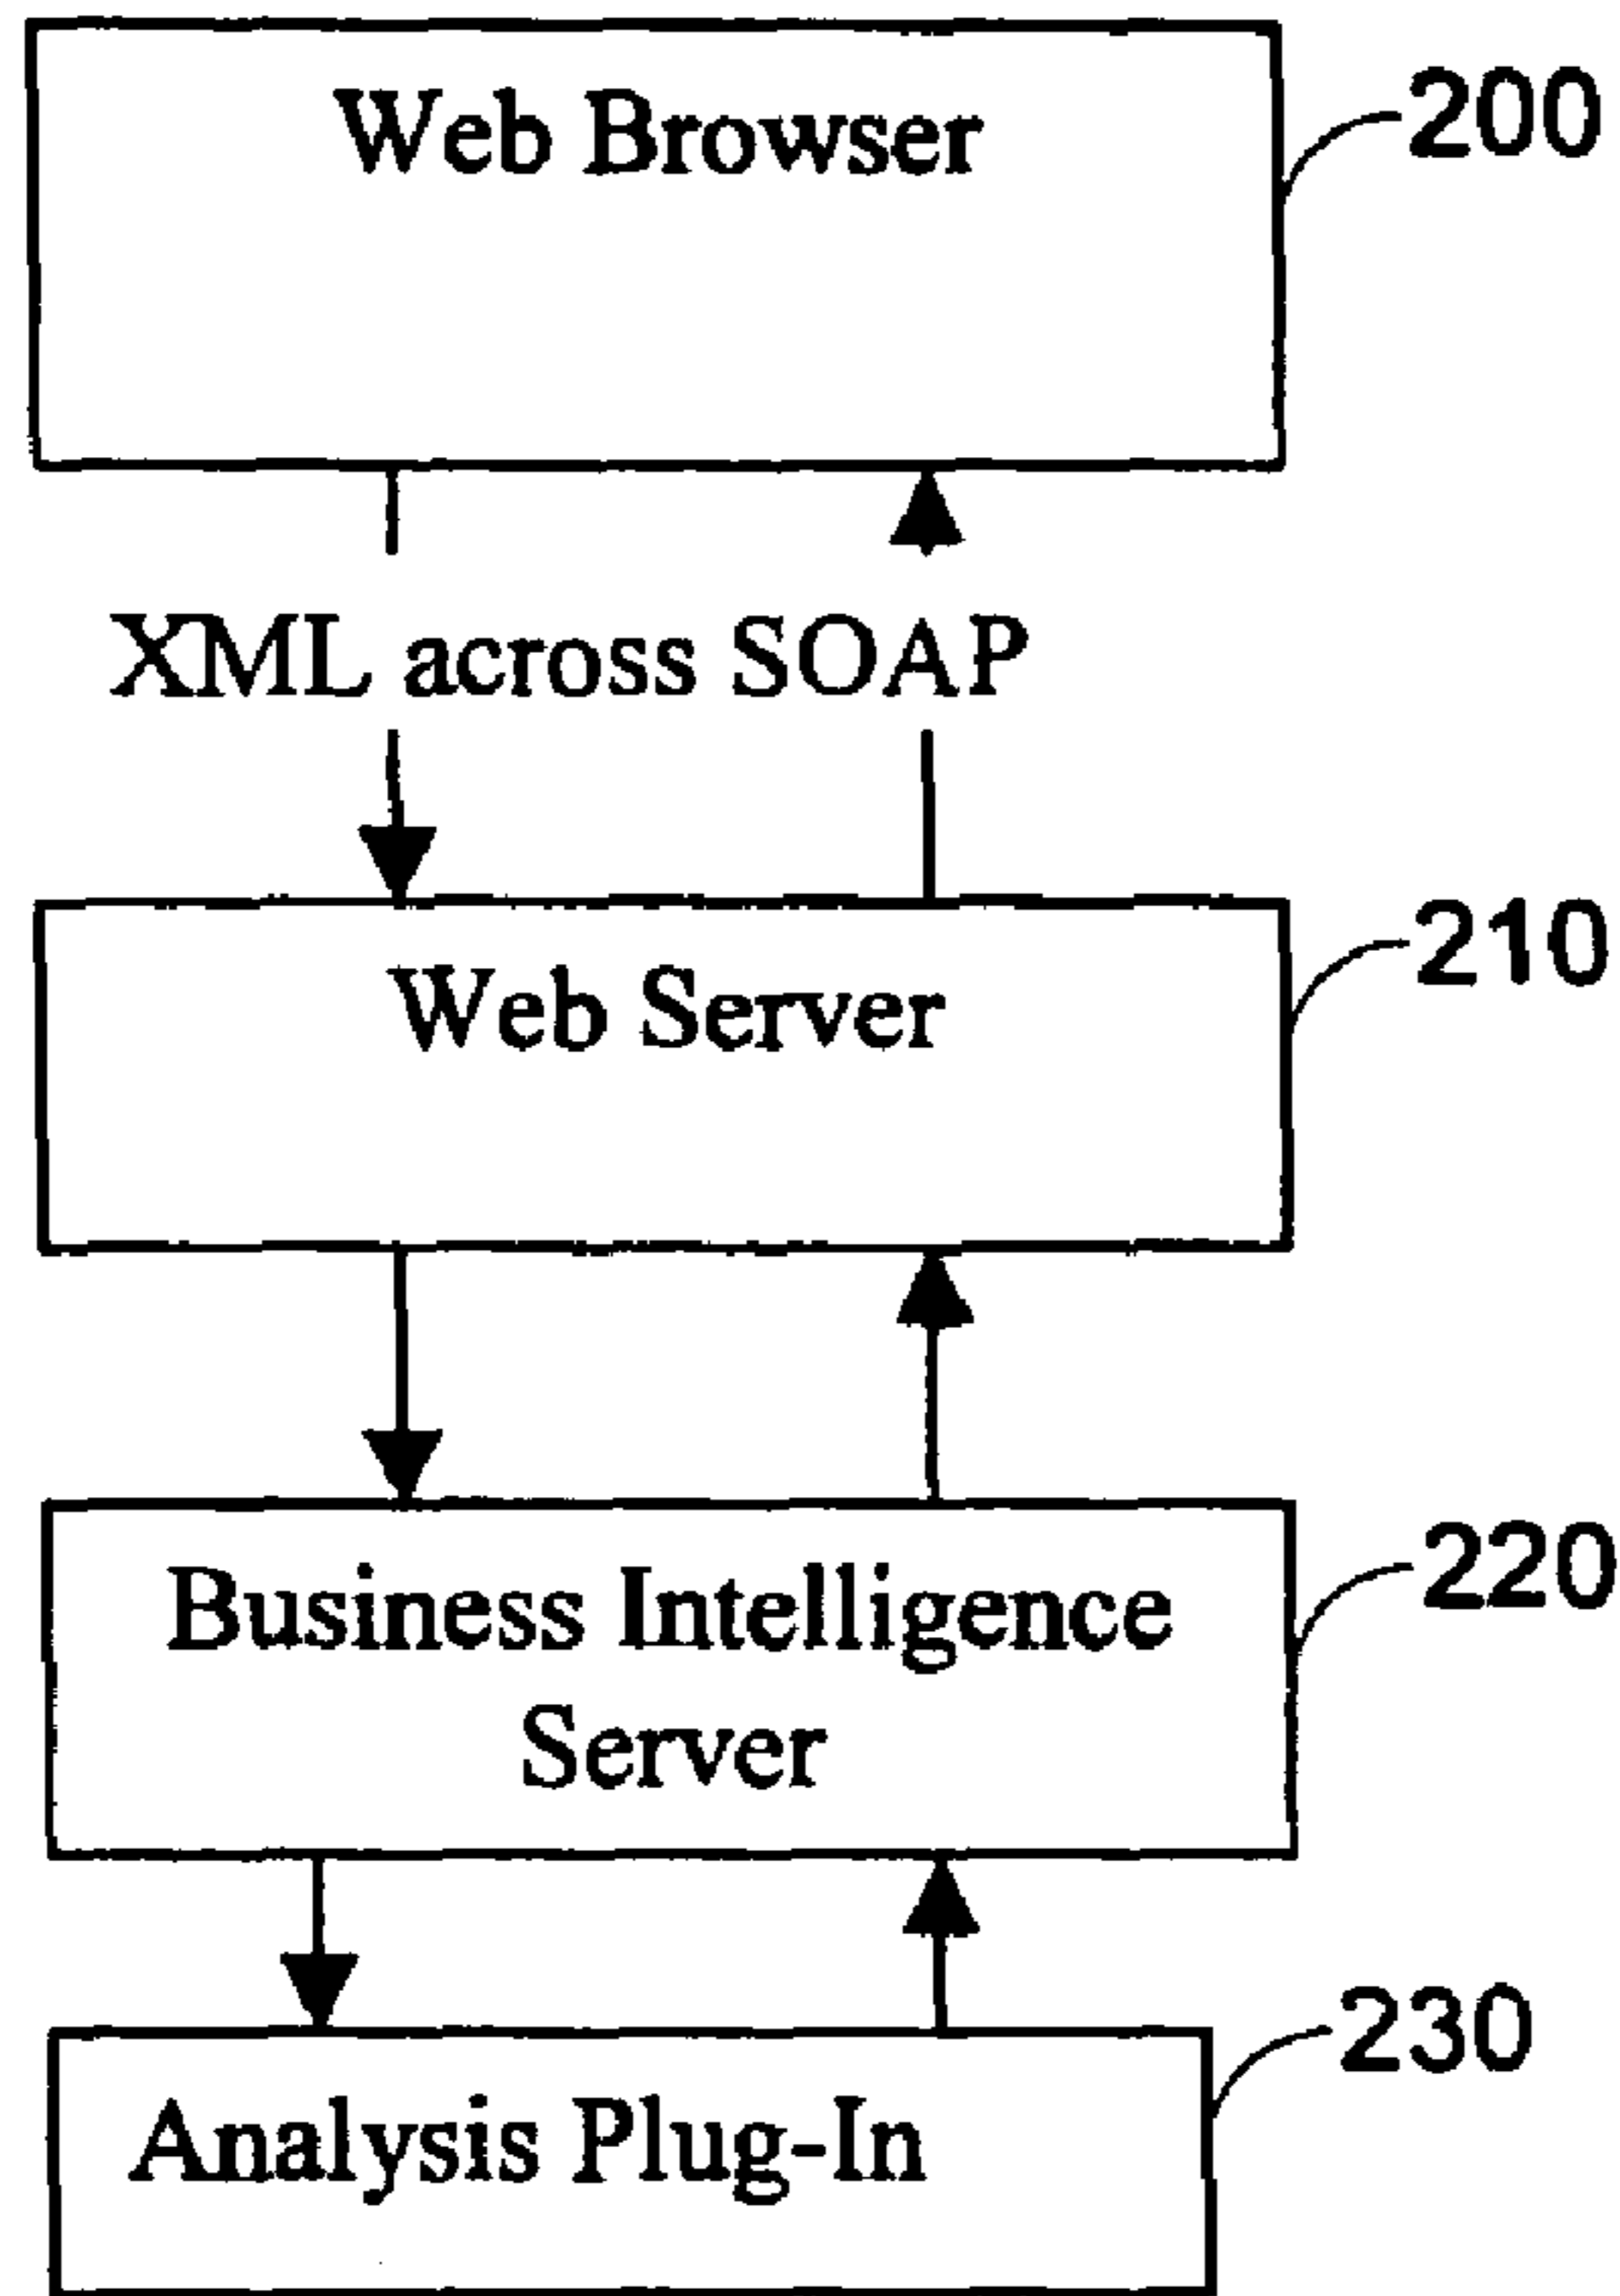 Web Browser
200
XML across SOAP
Web Server
210
Business Intelligence
Server
220
Analysis Plug-In
230